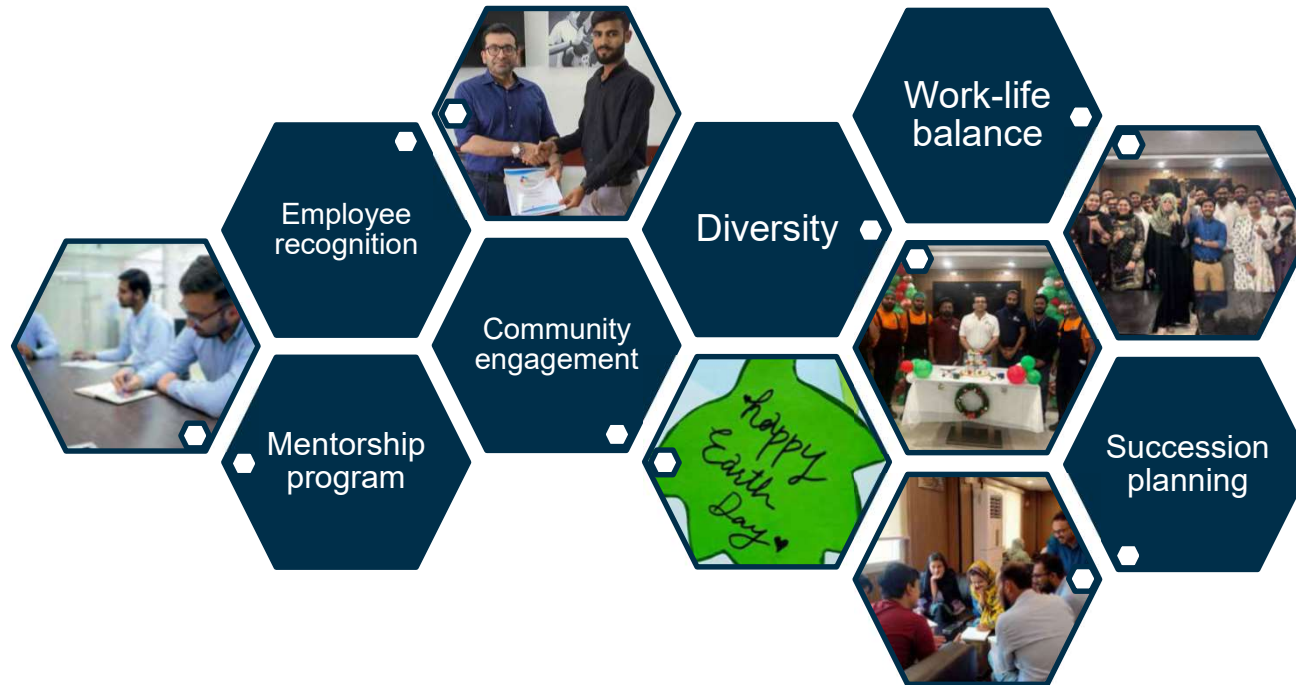 Work-life
balance
Employee
recognition
Diversity
Community
engagement
Mentorship
program
Succession
planning
happy
Earth
Day